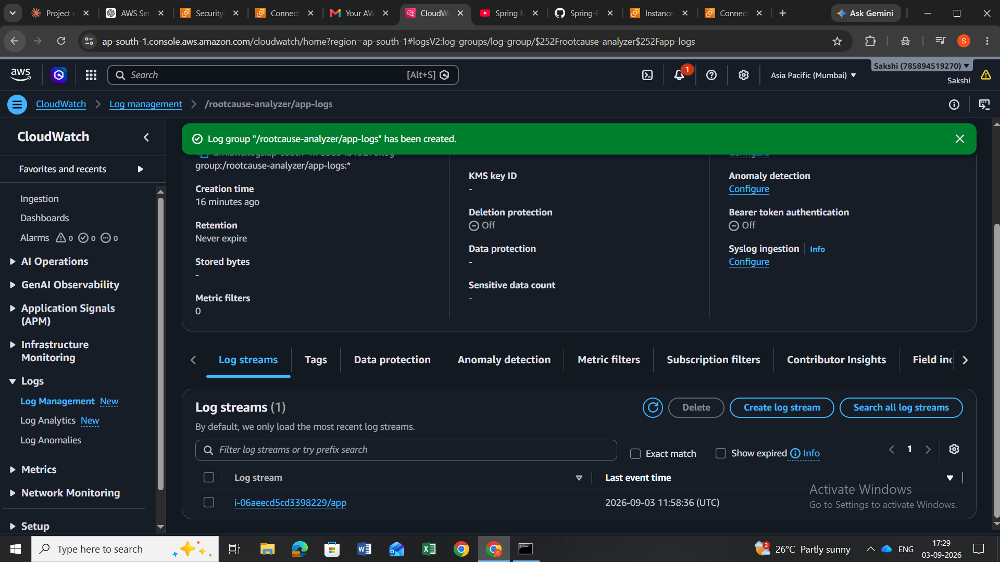 Project w
AWS Set
Security
Connect
Your AW
CloudWa
Spring M
Spring-F
Instance
Connect
Ask Gemini
ap-south-1.console.aws.amazon.com/cloudwatch/home?region=ap-south-1#logsV2:log-groups/log-group/$252Frootcause-analyzer$252Fapp-logs
S
aws
Search
[Alt+S]
1
Asia Pacific (Mumbai)
Sakshi (785894519270)
Sakshi
CloudWatch
Log management
/rootcause-analyzer/app-logs
CloudWatch
Favorites and recents
Ingestion
Dashboards
Alarms 0 0 0
AI Operations
GenAI Observability
Application Signals
(APM)
Infrastructure
Monitoring
Logs
Log Management New
Log Analytics New
Log Anomalies
Metrics
Network Monitoring
Setup
Log group "/rootcause-analyzer/app-logs" has been created.
group:/rootcause-analyzer/app-logs:*
Creation time
16 minutes ago
Retention
Never expire
Stored bytes
-
Metric filters
0
KMS key ID
-
Deletion protection
Off
Data protection
-
Sensitive data count
-
Configure
Anomaly detection
Configure
Bearer token authentication
Off
Syslog ingestion Info
Configure
Log streams
Tags
Data protection
Anomaly detection
Metric filters
Subscription filters
Contributor Insights
Field inc
Log streams (1)
Delete
Create log stream
Search all log streams
By default, we only load the most recent log streams.
Filter log streams or try prefix search
Exact match
Show expired
Info
1
Log stream
Last event time
i-06aeecd5cd3398229/app
2026-09-03 11:58:36 (UTC)
Activate Windows
Go to Settings to activate Windows.
Type here to search
2
26°C Partly sunny
ENG
17:29
03-09-2026